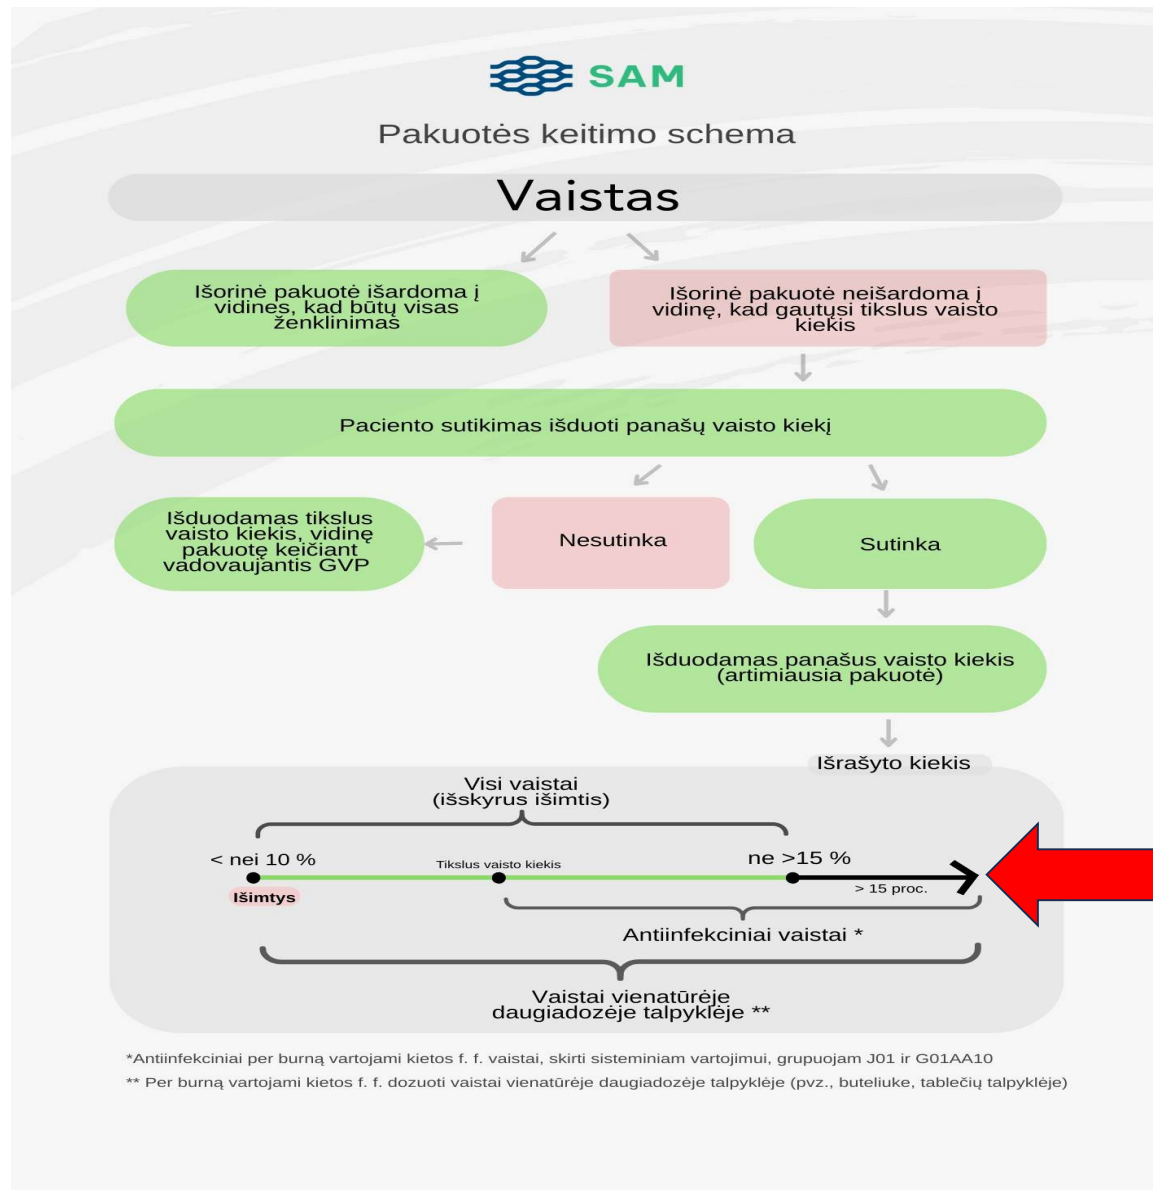 SAM
Pakuotės keitimo schema
Vaistas
Išorinė pakuotė išardoma į
vidines, kad būtų visas
ženklinimas
Išorinė pakuotė neišardoma į
vidinę, kad gautųsi tikslus vaisto
kiekis
Paciento sutikimas išduoti panašų vaisto kiekį
Išduodamas tikslus
vaisto kiekis, vidinę
pakuotę keičiant
vadovaujantis GVP
Nesutinka
Sutinka
Išduodamas panašus vaisto kiekis
(artimiausia pakuotė)
Išrašyto kiekis
Visi vaistai
(išskyrus išimtis)
< nei 10 %
Tikslus vaisto kiekis
ne >15 %
> 15 proc.
Išimtys
Antiinfekciniai vaistai *
Vaistai vienatūrėje
daugiadozėje talpyklėje **
*Antiinfekciniai per burną vartojami kietos f. f. vaistai, skirti sisteminiam vartojimui, grupuojam J01 ir G01AA10
** Per burną vartojami kietos f. f. dozuoti vaistai vienatūrėje daugiadozėje talpyklėje (pvz., buteliuke, tablečių talpyklėje)